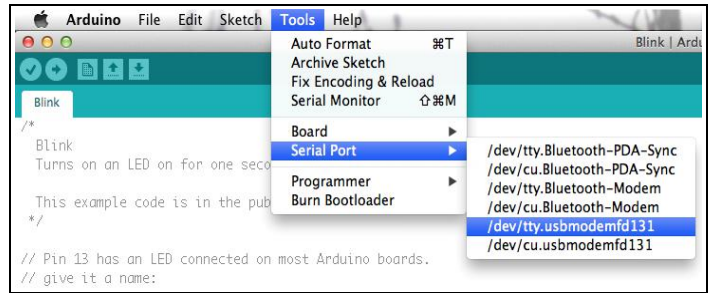 Arduino File Edit Sketch Tools Help
Blink | Ardu
Auto Format ⌘T
Archive Sketch
Fix Encoding & Reload
Serial Monitor ⇧⌘M
Board
Serial Port
Programmer
Burn Bootloader
/dev/tty.Bluetooth-PDA-Sync
/dev/cu.Bluetooth-PDA-Sync
/dev/tty.Bluetooth-Modem
/dev/cu.Bluetooth-Modem
/dev/tty.usbmodemfd131
/dev/cu.usbmodemfd131
Blink
/*
Blink
Turns on an LED on for one seco
This example code is in the pub
*/
// Pin 13 has an LED connected on most Arduino boards.
// give it a name: